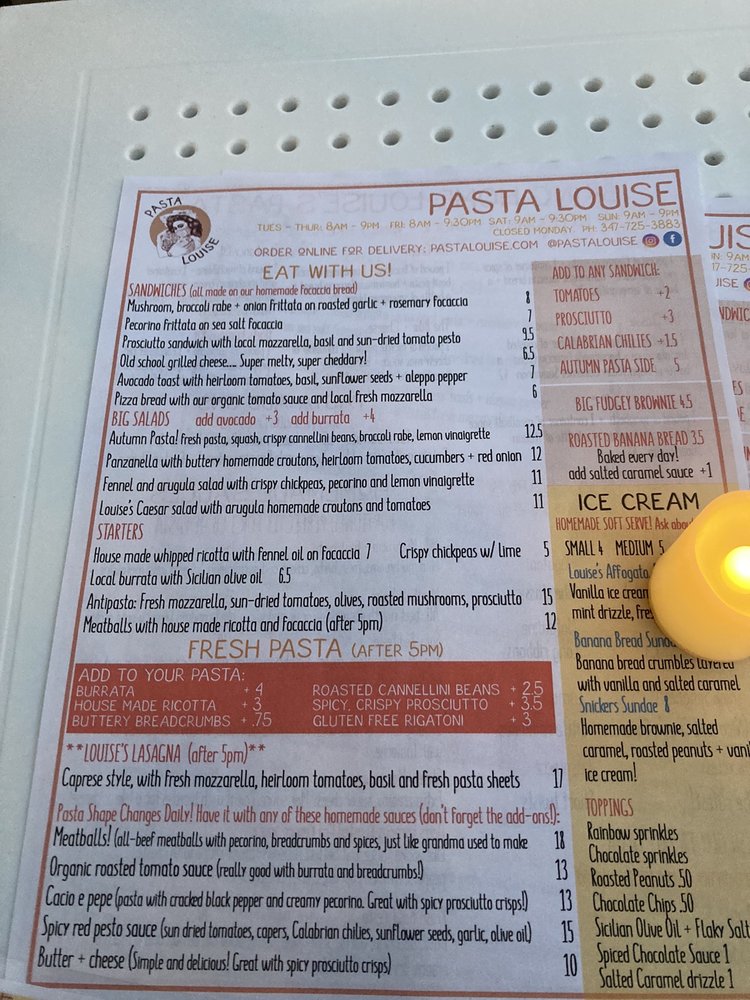 PASTA LOUISE
PASTA LOUISE
TUES - THUR: 8AM - 9PM FRI: 8AM - 9:30PM SAT: 9AM - 9:30PM SUN: 9AM - 9PM
CLOSED MONDAY PH: 347-725-3883
ORDER ONLINE FOR DELIVERY: PASTALOUISE.COM @PASTALOUISE
EAT WITH US!
SANDWICHES (all made on our homemade focaccia bread)
Mushroom, broccoli rabe + onion frittata on roasted garlic + rosemary focaccia 8
Pecorino frittata on sea salt focaccia 7
Prosciutto sandwich with local mozzarella, basil and sun-dried tomato pesto 9.5
Old school grilled cheese.... Super melty, super cheddary! 6.5
Avocado toast with heirloom tomatoes, basil, sunflower seeds + aleppo pepper 7
Pizza bread with our organic tomato sauce and local fresh mozzarella 6
BIG SALADS add avocado +3 add burrata +4
Autumn Pasta! fresh pasta, squash, crispy cannellini beans, broccoli rabe, lemon vinaigrette 12.5
Panzanella with buttery homemade croutons, heirloom tomatoes, cucumbers + red onion 12
Fennel and arugula salad with crispy chickpeas, pecorino and lemon vinaigrette 11
Louise's Caesar salad with arugula homemade croutons and tomatoes 11
STARTERS
House made whipped ricotta with fennel oil on focaccia 7 Crispy chickpeas w/ lime 5
Local burrata with Sicilian olive oil 6.5
Antipasto: Fresh mozzarella, sun-dried tomatoes, olives, roasted mushrooms, prosciutto 15
Meatballs with house made ricotta and focaccia (after 5pm) 12
FRESH PASTA (AFTER 5PM)
ADD TO YOUR PASTA:
BURRATA + 4 ROASTED CANNELLINI BEANS + 2.5
HOUSE MADE RICOTTA + 3 SPICY, CRISPY PROSCIUTTO + 3.5
BUTTERY BREADCRUMBS + .75 GLUTEN FREE RIGATONI + 3
**LOUISE'S LASAGNA (after 5pm)**
Caprese style, with fresh mozzarella, heirloom tomatoes, basil and fresh pasta sheets 17
Pasta Shape Changes Daily! Have it with any of these homemade sauces (don't forget the add-ons!):
Meatballs! (all-beef meatballs with pecorino, breadcrumbs and spices, just like grandma used to make 18
Organic roasted tomato sauce (really good with burrata and breadcrumbs!) 13
Cacio e pepe (pasta with cracked black pepper and creamy pecorino. Great with spicy prosciutto crisps!) 13
Spicy red pesto sauce (sun dried tomatoes, capers, Calabrian chilies, sunflower seeds, garlic, olive oil) 15
Butter + cheese (Simple and delicious! Great with spicy prosciutto crisps) 10
ADD TO ANY SANDWICH:
TOMATOES +2
PROSCIUTTO +3
CALABRIAN CHILIES +1.5
AUTUMN PASTA SIDE 5
BIG FUDGEY BROWNIE 4.5
ROASTED BANANA BREAD 3.5
Baked every day!
add salted caramel sauce +1
ICE CREAM
HOMEMADE SOFT SERVE! Ask
SMALL 4 MEDIUM 5
Louise's Affogato
Vanilla ice cream
mint drizzle,
Banana Bread
Banana bread crumbles layered
with vanilla and salted caramel
Snickers Sundae 8
Homemade brownie, salted
caramel, roasted peanuts +
ice cream!
TOPPINGS
Rainbow sprinkles
Chocolate sprinkles
Roasted Peanuts .50
Chocolate Chips .50
Sicilian Olive Oil + Flaky Salt
Spiced Chocolate Sauce 1
Salted Caramel drizzle 1